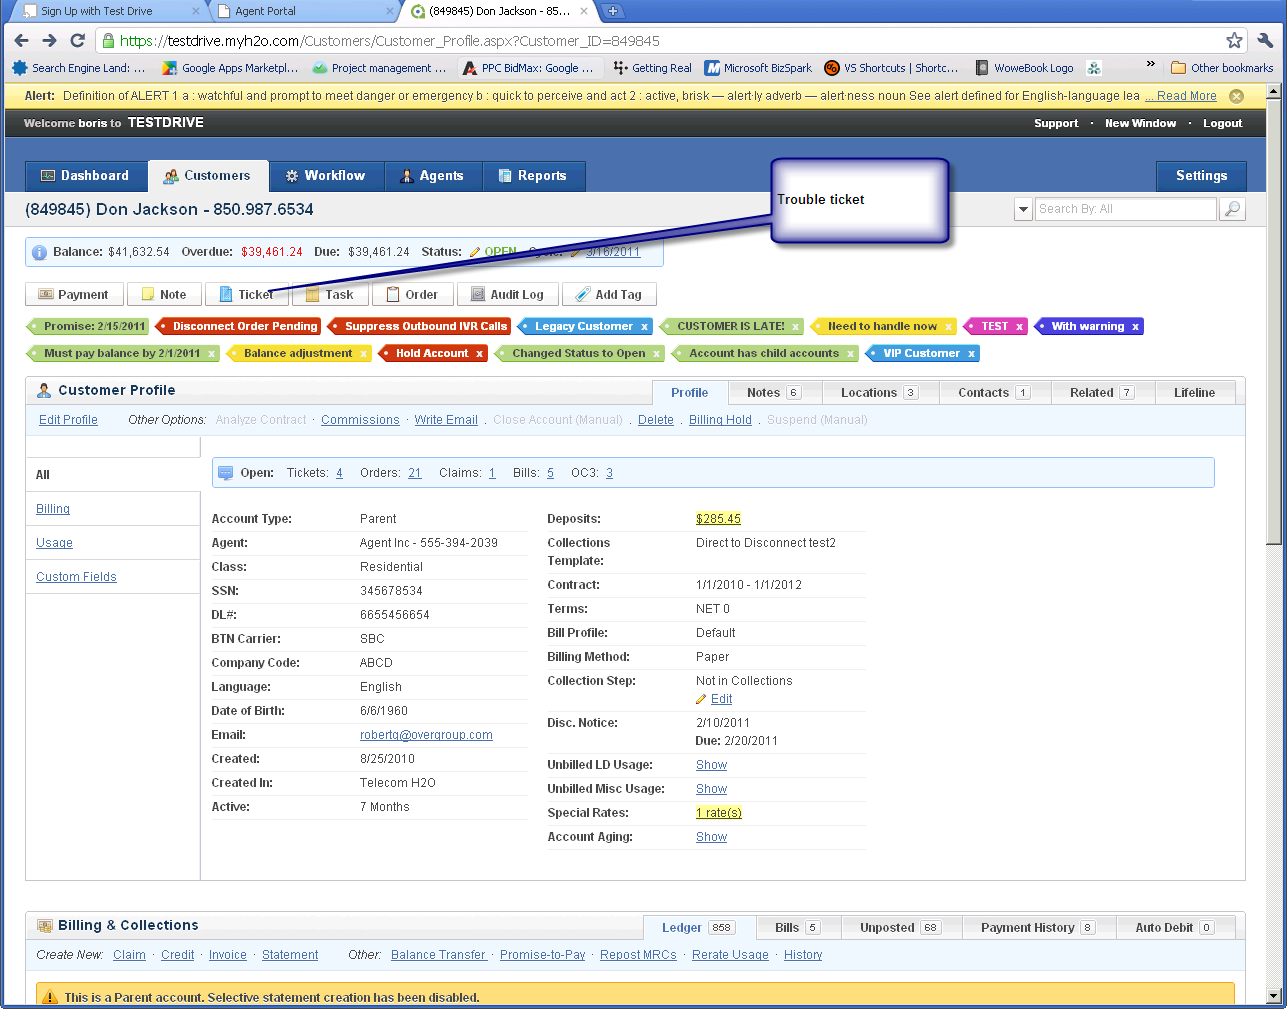 Sign Up with Test Drive
Agent Portal
(849845) Don Jackson - 85...
https://testdrive.myh2o.com/Customers/Customer_Profile.aspx?Customer_ID=849845
Search Engine Land: ...
Google Apps Marketpl...
Project management ...
PPC BidMax: Google ...
Getting Real
Microsoft BizSpark
VS Shortcuts | Shortc...
WoweBook Logo
»
Other bookmarks
Alert: Definition of ALERT 1 a : watchful and prompt to meet danger or emergency b : quick to perceive and act 2 : active, brisk — alert·ly adverb — alert·ness noun See alert defined for English-language lea ... Read More
Welcome boris to TESTDRIVE
Support · New Window · Logout
Dashboard
Customers
Workflow
Agents
Reports
Settings
Trouble ticket
(849845) Don Jackson - 850.987.6534
Search By: All
Balance: $41,632.54 Overdue: $39,461.24 Due: $39,461.24 Status: OPEN Cycle: 3/16/2011
Payment
Note
Ticket
Task
Order
Audit Log
Add Tag
Promise: 2/15/2011
Disconnect Order Pending
Suppress Outbound IVR Calls
Legacy Customer x
CUSTOMER IS LATE! x
Need to handle now x
TEST x
With warning x
Must pay balance by 2/1/2011 x
Balance adjustment x
Hold Account x
Changed Status to Open x
Account has child accounts x
VIP Customer x
Customer Profile
Profile
Notes 6
Locations 3
Contacts 1
Related 7
Lifeline
Edit Profile Other Options: Analyze Contract · Commissions · Write Email . Close Account (Manual) . Delete . Billing Hold . Suspend (Manual)
All
Billing
Usage
Custom Fields
Open: Tickets: 4 Orders: 21 Claims: 1 Bills: 5 OC3: 3
Account Type: Parent
Agent: Agent Inc - 555-394-2039
Class: Residential
SSN: 345678534
DL#: 6655456654
BTN Carrier: SBC
Company Code: ABCD
Language: English
Date of Birth: 6/6/1960
Email: robertq@overgroup.com
Created: 8/25/2010
Created In: Telecom H2O
Active: 7 Months
Deposits: $285.45
Collections Direct to Disconnect test2
Template:
Contract: 1/1/2010 - 1/1/2012
Terms: NET 0
Bill Profile: Default
Billing Method: Paper
Collection Step: Not in Collections
Edit
Disc. Notice: 2/10/2011
Due: 2/20/2011
Unbilled LD Usage: Show
Unbilled Misc Usage: Show
Special Rates: 1 rate(s)
Account Aging: Show
Billing & Collections
Ledger 858
Bills 5
Unposted 68
Payment History 8
Auto Debit 0
Create New: Claim · Credit · Invoice · Statement Other: Balance Transfer · Promise-to-Pay · Repost MRCs · Rerate Usage · History
This is a Parent account. Selective statement creation has been disabled.